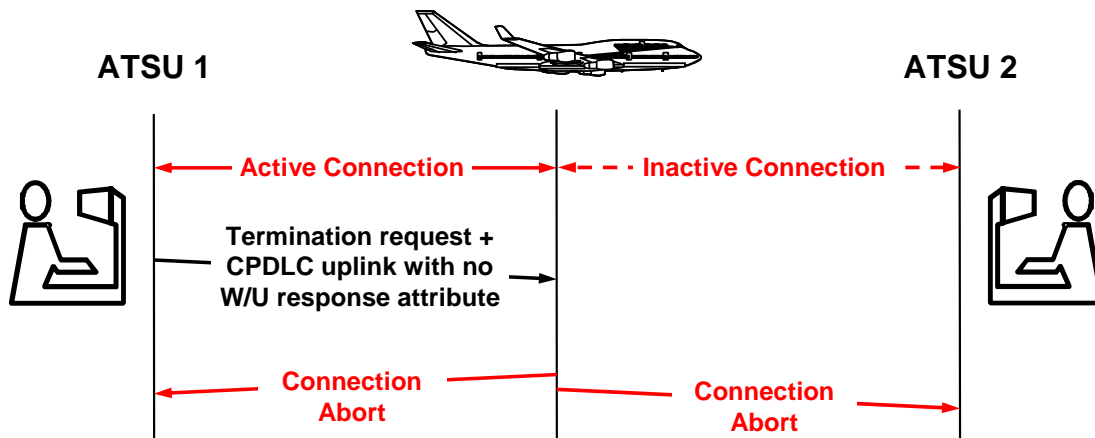 ATSU 1
ATSU 2
Active Connection
Inactive Connection
Termination request +
CPDLC uplink with no
W/U response attribute
Connection
Abort
Connection
Abort